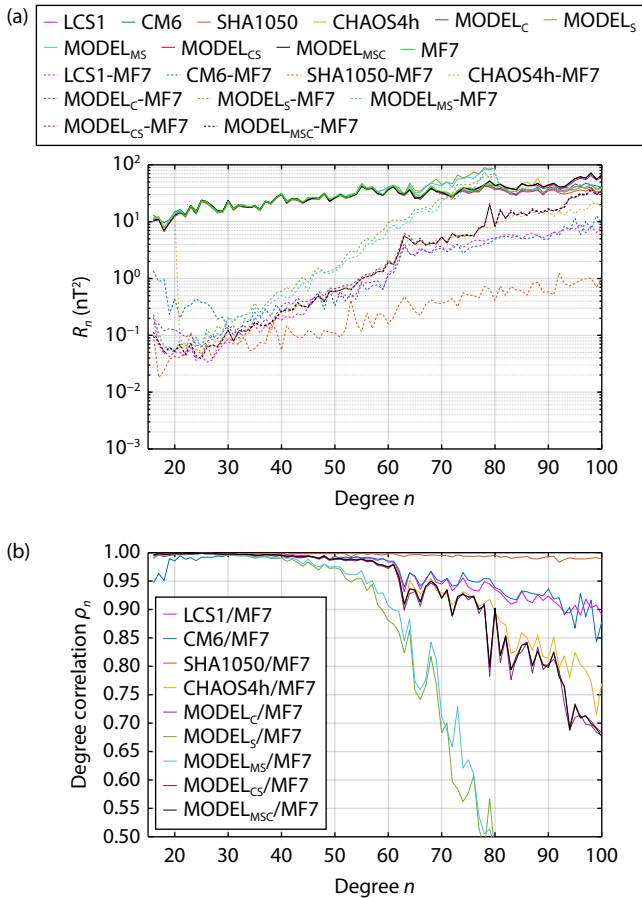 (a)
LCS1 CM6 SHA1050 CHAOS4h MODEL_C MODEL_S
MODEL_MS MODEL_CS MODEL_MSC MF7
LCS1-MF7 CM6-MF7 SHA1050-MF7 CHAOS4h-MF7
MODEL_C-MF7 MODEL_S-MF7 MODEL_MS-MF7
MODEL_CS-MF7 MODEL_MSC-MF7
10²
10¹
10⁰
10⁻¹
10⁻²
10⁻³
R_n (nT²)
20 30 40 50 60 70 80 90 100
Degree n
(b)
1.00
0.95
0.90
0.85
0.80
0.75
0.70
0.65
0.60
0.55
0.50
Degree correlation ρ_n
LCS1/MF7
CM6/MF7
SHA1050/MF7
CHAOS4h/MF7
MODEL_C/MF7
MODEL_S/MF7
MODEL_MS/MF7
MODEL_CS/MF7
MODEL_MSC/MF7
20 30 40 50 60 70 80 90 100
Degree n